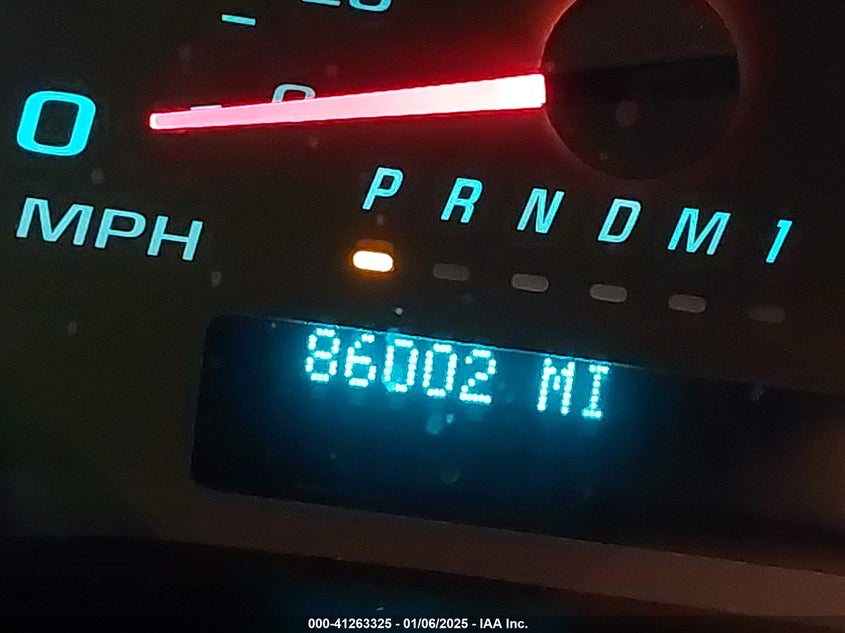 0
MPH
P R N D M 1
86002 MI
000-41263325 - 01/06/2025 - IAA Inc.